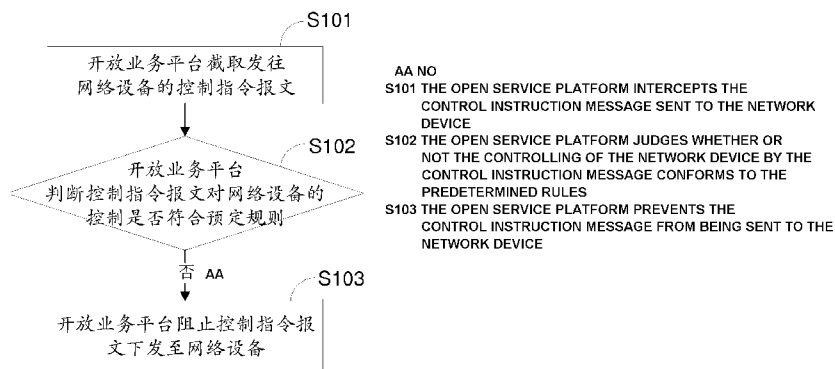 S101
开放业务平台截取发往
网络设备的控制指令报文
S102
开放业务平台
判断控制指令报文对网络设备的
控制是否符合预定规则
否 AA
S103
开放业务平台阻止控制指令报
文下发至网络设备
AA NO
S101 THE OPEN SERVICE PLATFORM INTERCEPTS THE
CONTROL INSTRUCTION MESSAGE SENT TO THE NETWORK
DEVICE
S102 THE OPEN SERVICE PLATFORM JUDGES WHETHER OR
NOT THE CONTROLLING OF THE NETWORK DEVICE BY THE
CONTROL INSTRUCTION MESSAGE CONFORMS TO THE
PREDETERMINED RULES
S103 THE OPEN SERVICE PLATFORM PREVENTS THE
CONTROL INSTRUCTION MESSAGE FROM BEING SENT TO THE
NETWORK DEVICE